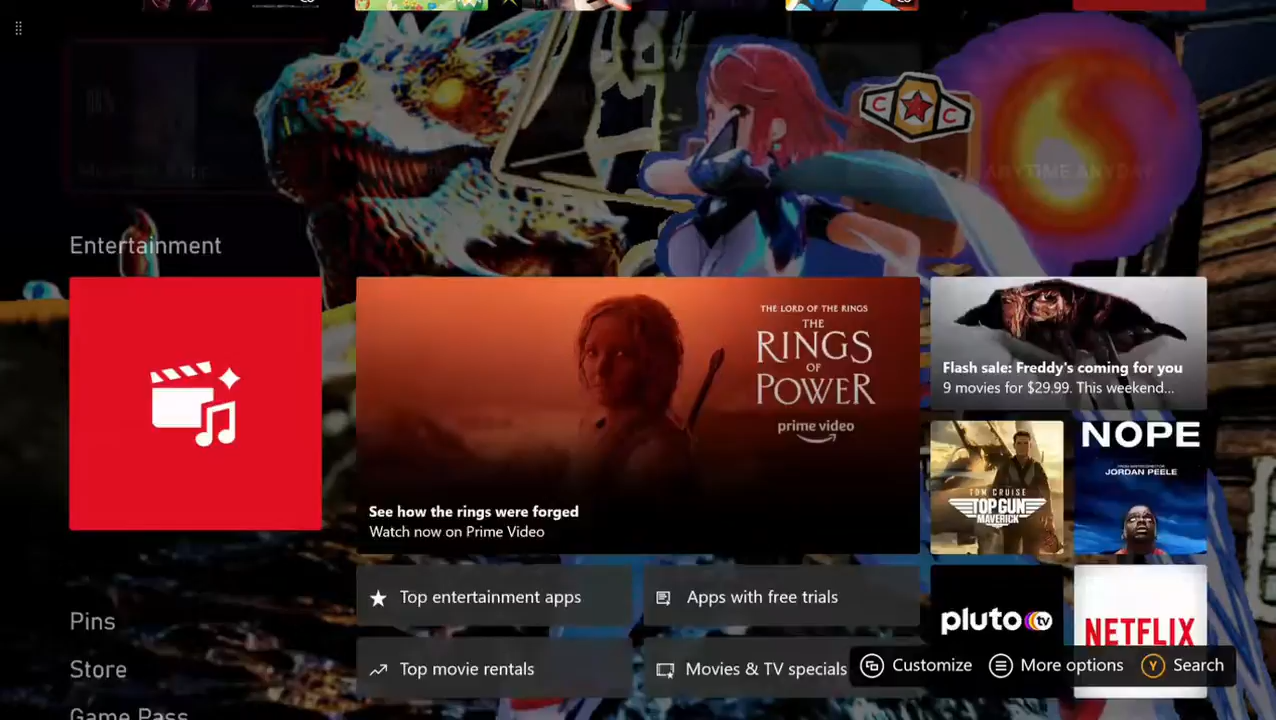 C C
ANYTIME ANYDAY
Entertainment
THE LORD OF THE RINGS
THE
RINGS
OF
POWER
prime video
See how the rings were forged
Watch now on Prime Video
Flash sale: Freddy's coming for you
9 movies for $29.99. This weekend...
TOM CRUISE
TOP GUN
MAVERICK
NOPE
JORDAN PEELE
Top entertainment apps
Apps with free trials
pluto tv
NETFLIX
Pins
Store
Game Pass
Top movie rentals
Movies & TV specials
Customize
More options
Y Search